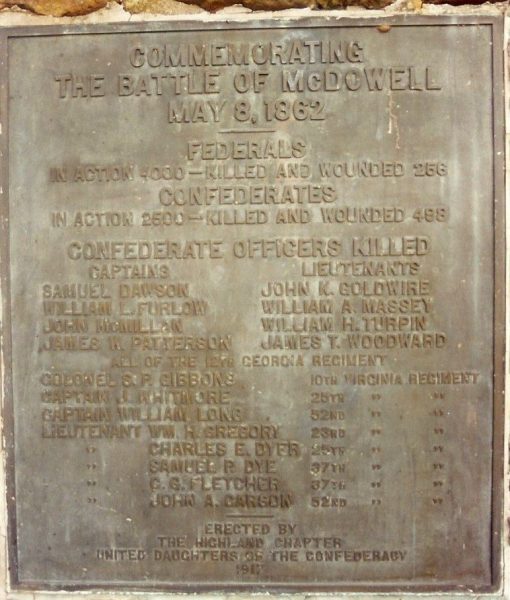 COMMEMORATING
THE BATTLE OF McDOWELL
MAY 8, 1862
FEDERALS
IN ACTION 4000 — KILLED AND WOUNDED 256
CONFEDERATES
IN ACTION 2500 — KILLED AND WOUNDED 498
CONFEDERATE OFFICERS KILLED
CAPTAINS LIEUTENANTS
SAMUEL DAWSON JOHN K. GOLDWIRE
WILLIAM L. FURLOW WILLIAM A. MASSEY
JOHN McMILLAN WILLIAM H. TURPIN
JAMES W. PATTERSON JAMES T. WOODWARD
ALL OF THE 12TH GEORGIA REGIMENT
COLONEL S. P. GIBBONS 10TH VIRGINIA REGIMENT
CAPTAIN J. WHITMORE 25TH " "
CAPTAIN WILLIAM LONG 52ND " "
LIEUTENANT WM. H. GREGORY 23RD " "
" CHARLES E. DYER 25TH " "
" SAMUEL P. DYE 37TH " "
" C. G. FLETCHER 37TH " "
" JOHN A. CARSON 52ND " "
ERECTED BY
THE HIGHLAND CHAPTER
UNITED DAUGHTERS OF THE CONFEDERACY